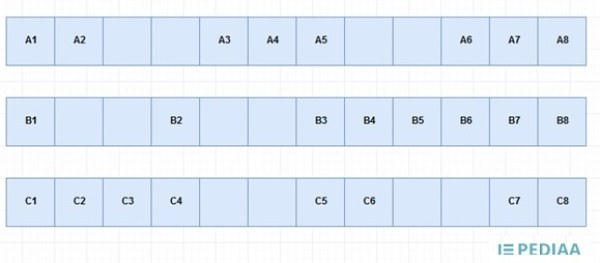 A1 A2 A3 A4 A5 A6 A7 A8
B1 B2 B3 B4 B5 B6 B7 B8
C1 C2 C3 C4 C5 C6 C7 C8
PEDIAA